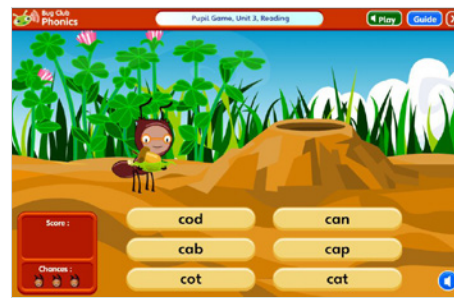 Bug Club
Phonics
Pupil Game, Unit 3, Reading
Play
Guide
Score :
Chances :
cod
can
cab
cap
cot
cat